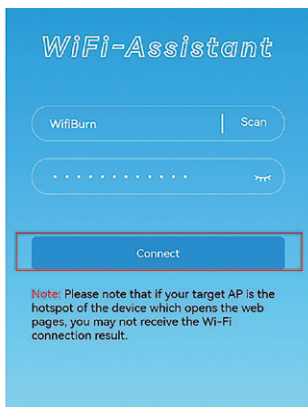 WiFi-Assistant
WifiBurn | Scan
Connect
Note: Please note that if your target AP is the
hotspot of the device which opens the web
pages, you may not receive the Wi-Fi
connection result.